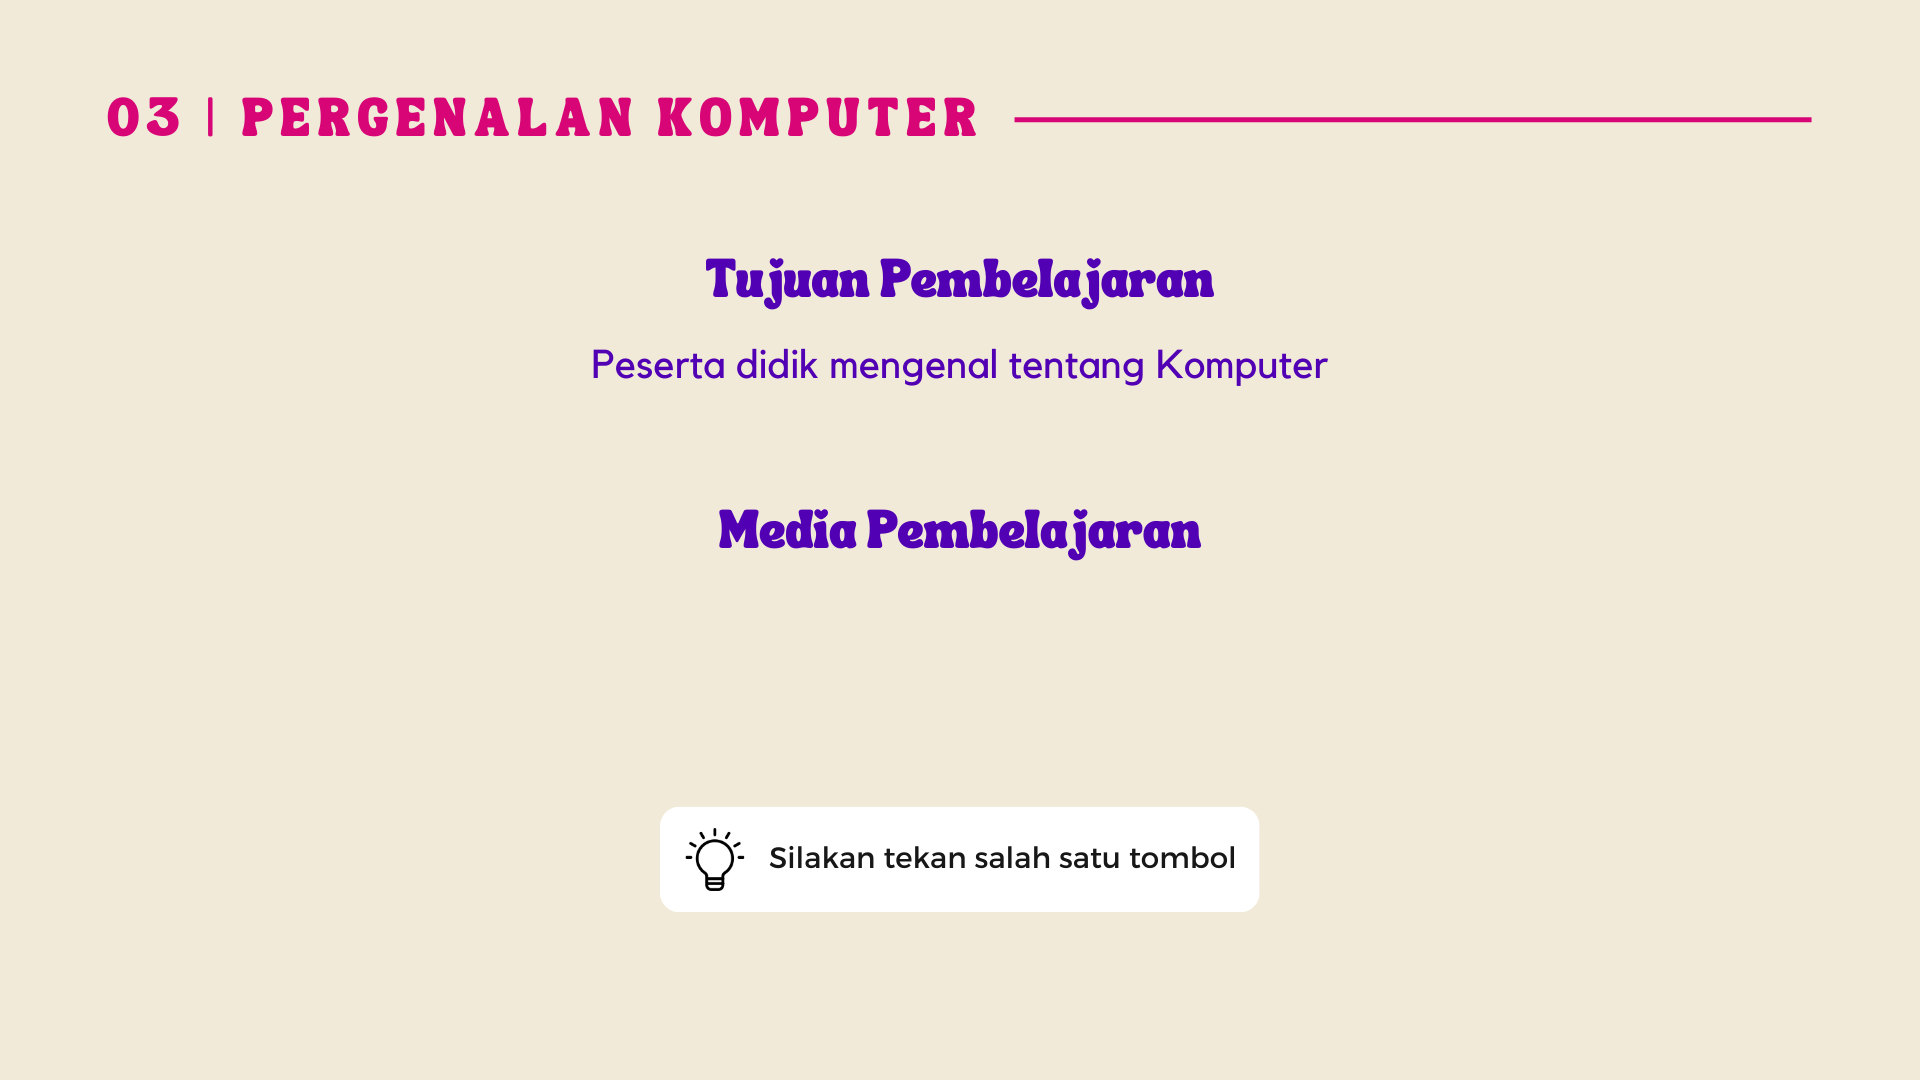 03 | PERGENALAN KOMPUTER
Tujuan Pembelajaran
Peserta didik mengenal tentang Komputer
Media Pembelajaran
Silakan tekan salah satu tombol